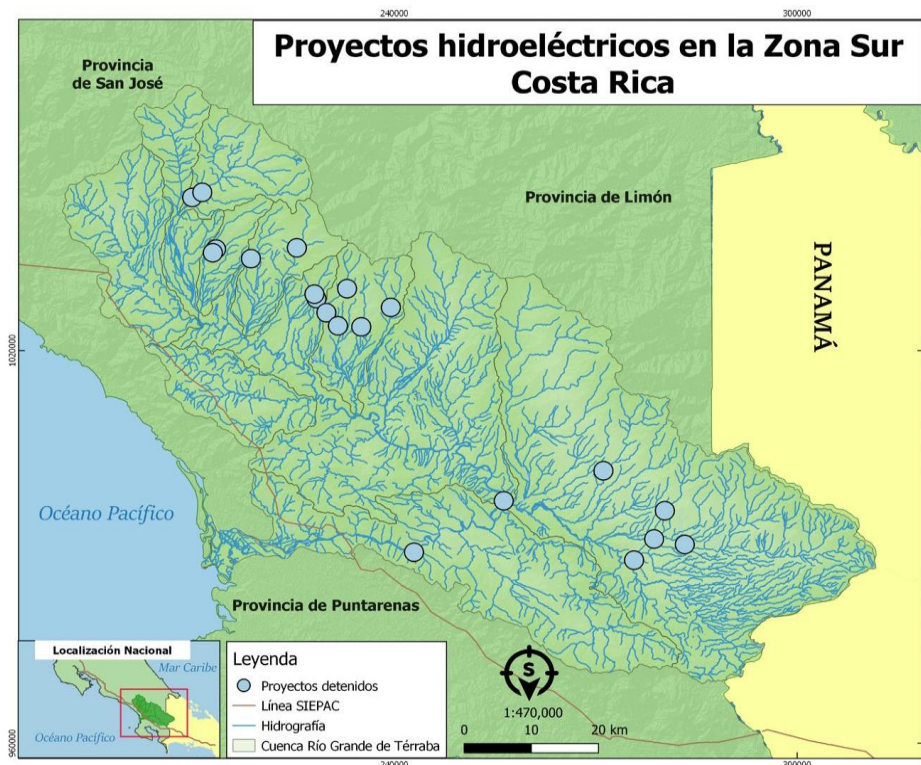 240000
300000
Proyectos hidroeléctricos en la Zona Sur
Costa Rica
Provincia
de San José
Provincia de Limón
PANAMÁ
1020000
Océano Pacífico
Provincia de Puntarenas
Localización Nacional
Mar Caribe
Océano Pacífico
Leyenda
Proyectos detenidos
Línea SIEPAC
Hidrografía
Cuenca Río Grande de Térraba
S
1:470,000
0 10 20 km
960000
240000
300000